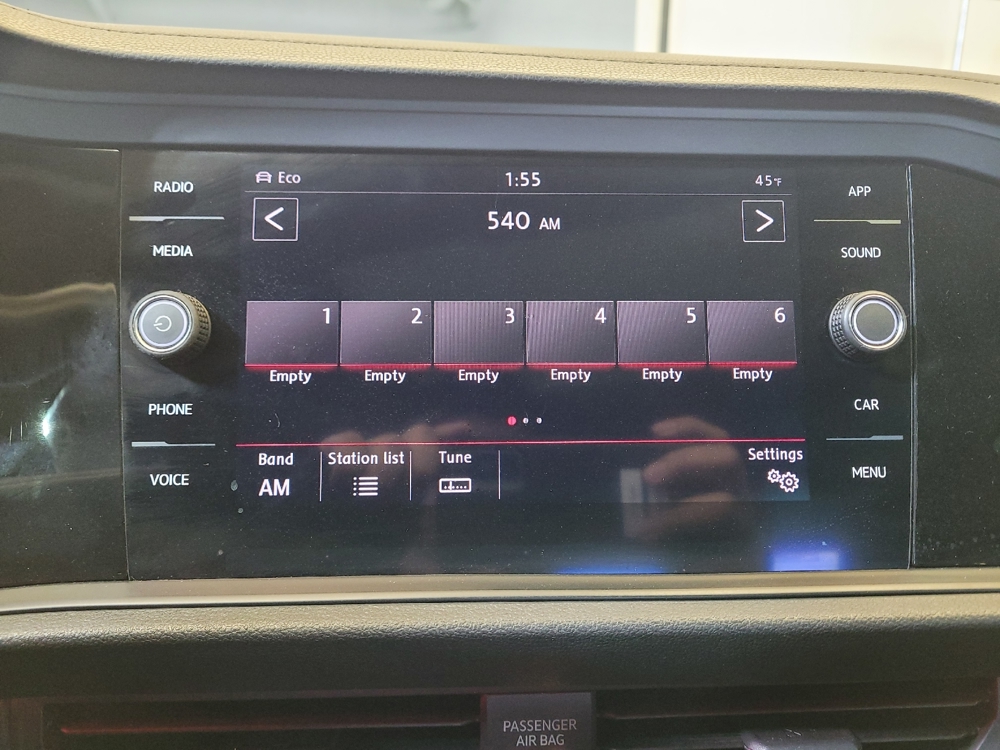 RADIO
MEDIA
PHONE
VOICE
Eco
1:55
45°F
540 AM
1
2
3
4
5
6
Empty
Empty
Empty
Empty
Empty
Empty
Band
AM
Station list
Tune
Settings
APP
SOUND
CAR
MENU
PASSENGER
AIR BAG